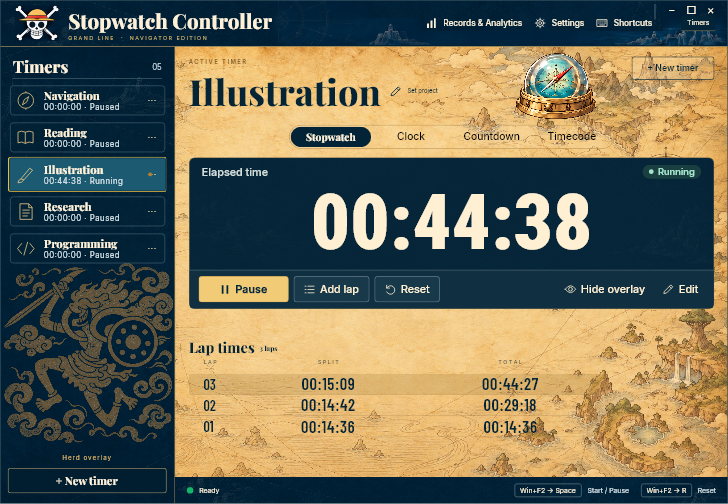 Stopwatch Controller
GRAND LINE · NAVIGATOR EDITION
Records & Analytics
Settings
Shortcuts
Timers
Timers
05
Navigation
00:00:00 · Paused
Reading
00:00:00 · Paused
Illustration
00:44:38 · Running
Research
00:00:00 · Paused
Programming
00:00:00 · Paused
Herd overlay
+ New timer
ACTIVE TIMER
Illustration
Set project
+ New timer
Stopwatch
Clock
Countdown
Timecode
Elapsed time
Running
00:44:38
Pause
Add lap
Reset
Hide overlay
Edit
Lap times 3 laps
LAP SPLIT TOTAL
03 00:15:09 00:44:27
02 00:14:42 00:29:18
01 00:14:36 00:14:36
Ready
Win+F2 → Space Start / Pause
Win+F2 → R Reset